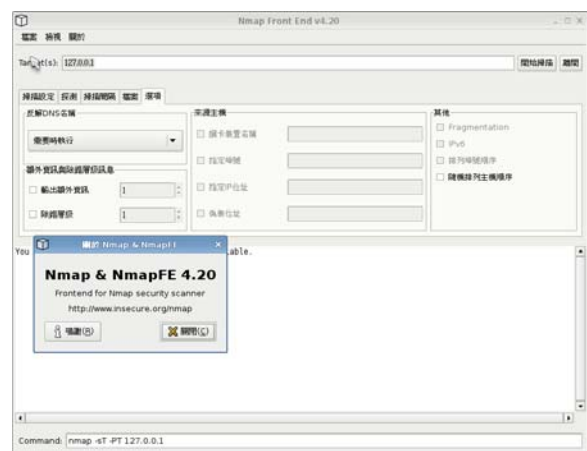 Nmap Front End v4.20
檔案 檢視 關於
Target(s): 127.0.0.1 開始掃描 離開
掃描設定 探測 掃描間隔 檔案 選項
反解DNS名稱
需要時執行
額外資訊與除錯層級訊息
輸出額外資訊 1
除錯層級 1
來源主機
網卡裝置名稱
指定埠號
指定IP位址
偽裝位址
其他
Fragmentation
IPv6
排列埠號順序
隨機排列主機順序
You able.
關於 Nmap & NmapFE
Nmap & NmapFE 4.20
Frontend for Nmap security scanner
http://www.insecure.org/nmap
鳴謝(R) 關閉(C)
Command: nmap -sT -PT 127.0.0.1